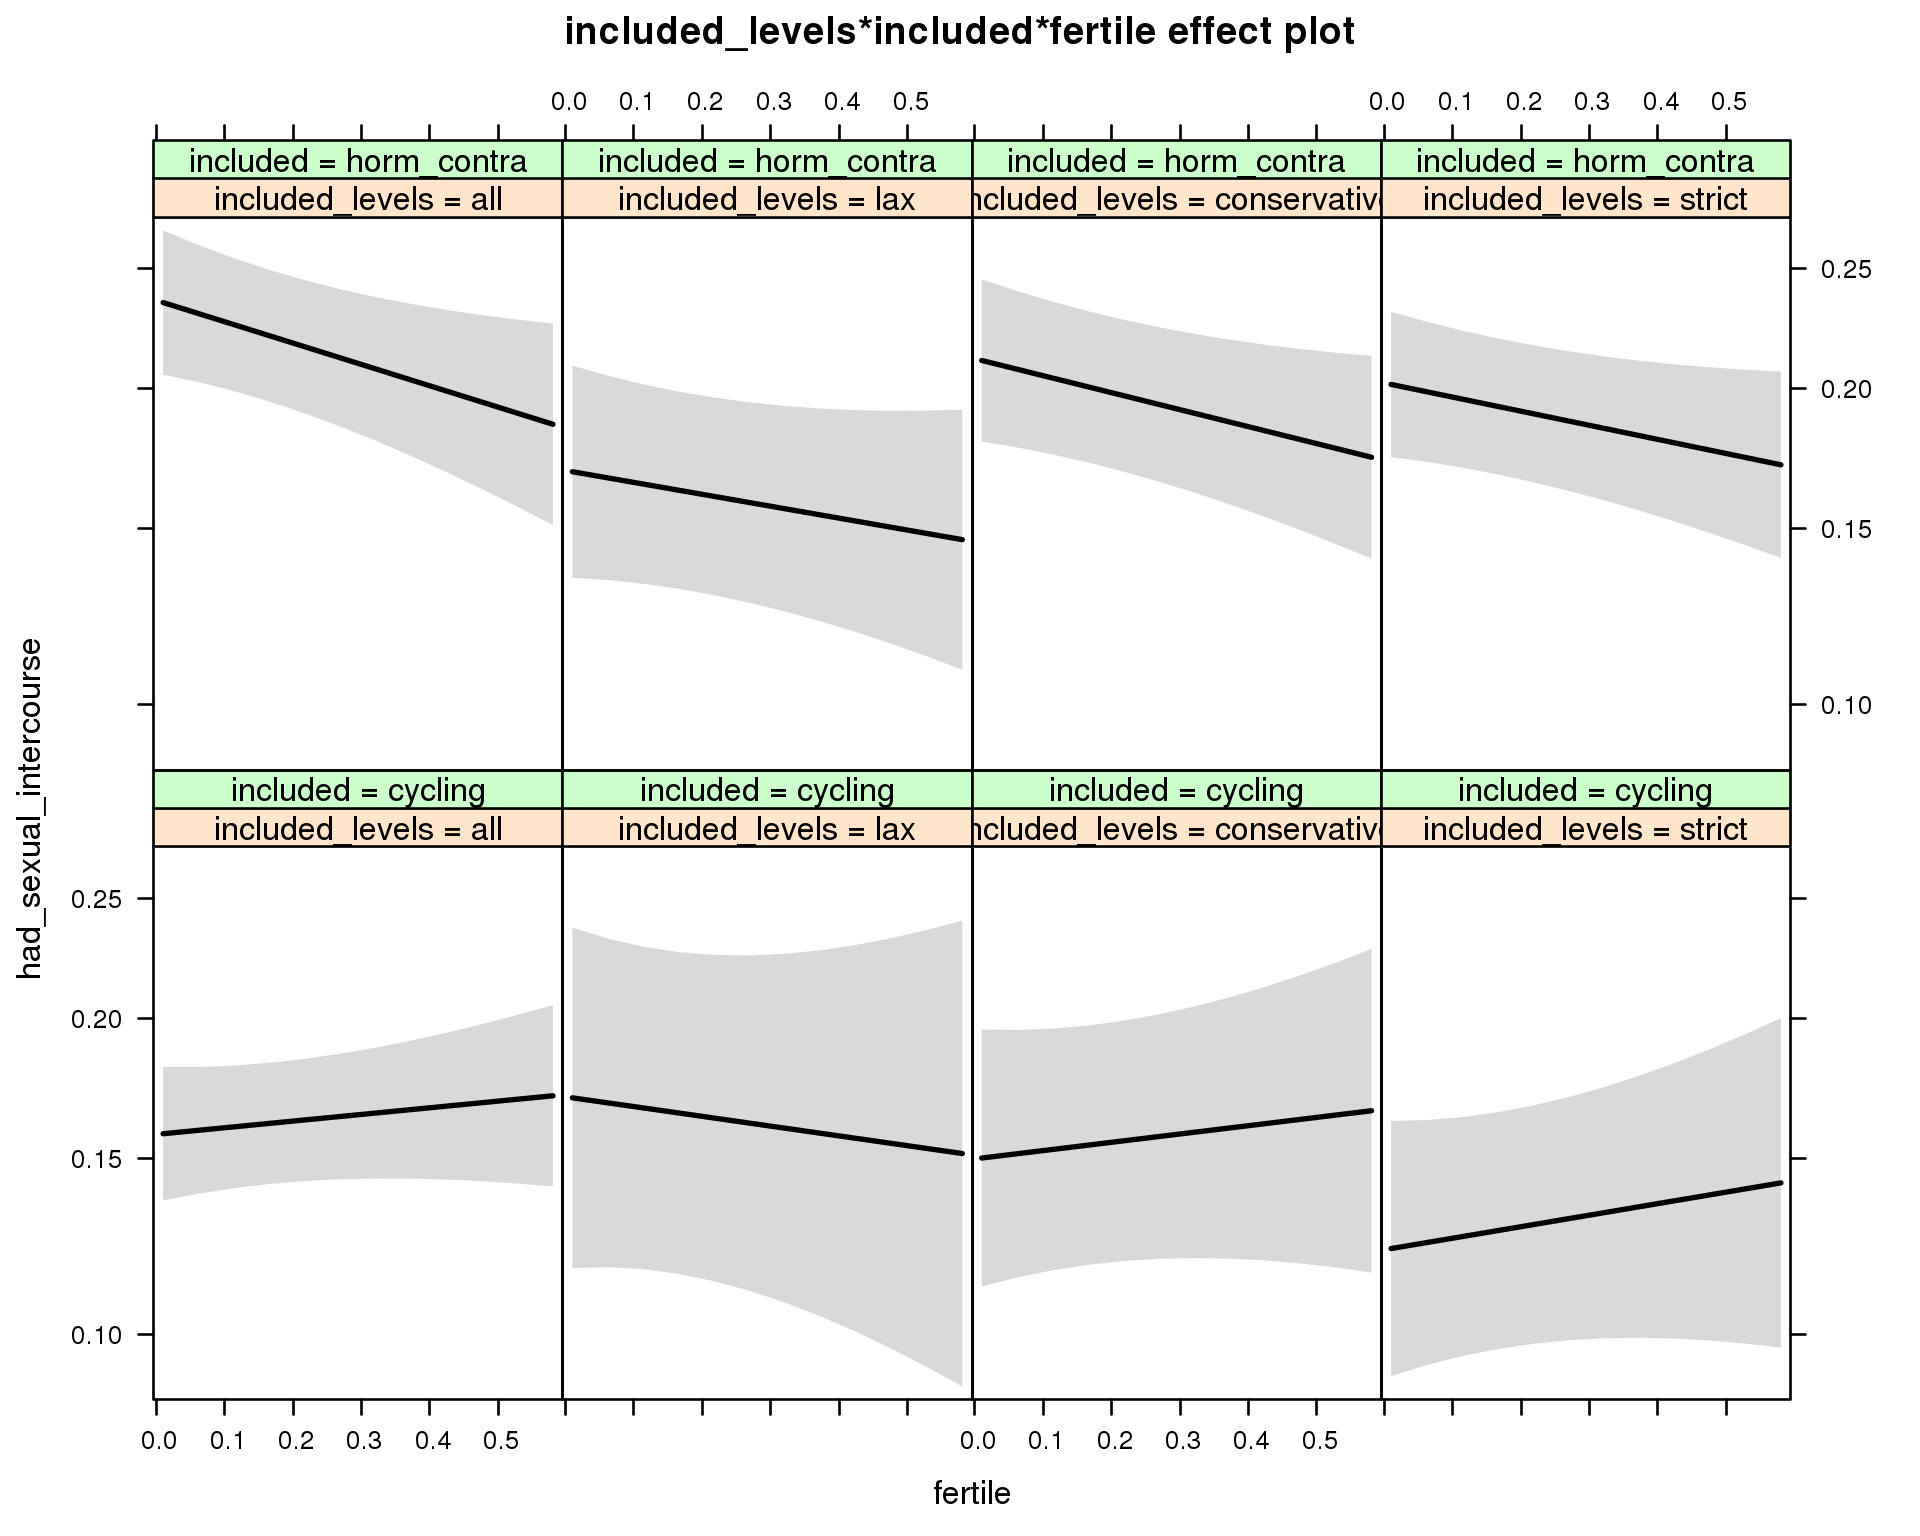 included_levels*included*fertile effect plot
0.0 0.1 0.2 0.3 0.4 0.5 0.0 0.1 0.2 0.3 0.4 0.5
included = horm_contra included = horm_contra included = horm_contra included = horm_contra
included_levels = all included_levels = lax ncluded_levels = conservativ included_levels = strict
0.25
0.20
0.15
0.10
had_sexual_intercourse
included = cycling included = cycling included = cycling included = cycling
included_levels = all included_levels = lax ncluded_levels = conservativ included_levels = strict
0.25
0.20
0.15
0.10
0.0 0.1 0.2 0.3 0.4 0.5 0.0 0.1 0.2 0.3 0.4 0.5
fertile